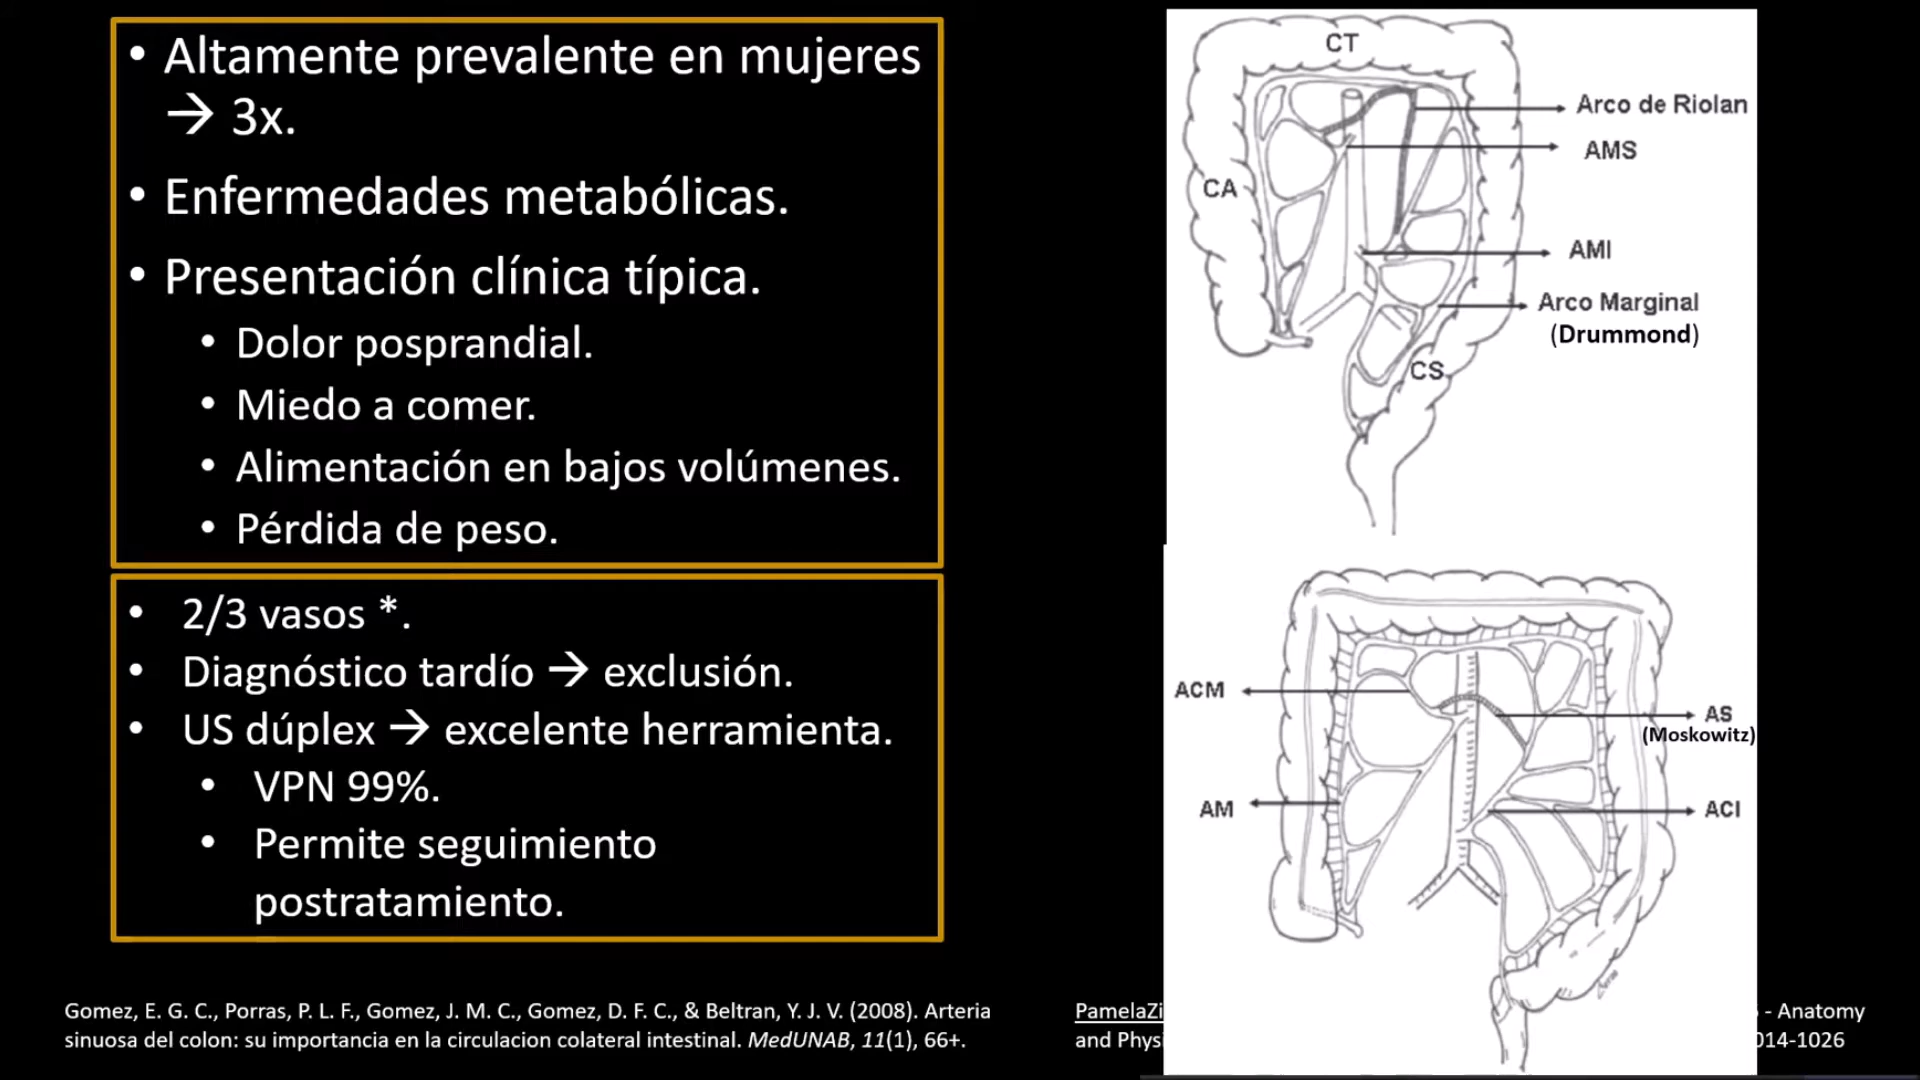 • Altamente prevalente en mujeres
→ 3x.
• Enfermedades metabólicas.
• Presentación clínica típica.
• Dolor posprandial.
• Miedo a comer.
• Alimentación en bajos volúmenes.
• Pérdida de peso.
• 2/3 vasos *.
• Diagnóstico tardío → exclusión.
• US dúplex → excelente herramienta.
• VPN 99%.
• Permite seguimiento
postratamiento.
Gomez, E. G. C., Porras, P. L. F., Gomez, J. M. C., Gomez, D. F. C., & Beltran, Y. J. V. (2008). Arteria
sinuosa del colon: su importancia en la circulacion colateral intestinal. MedUNAB, 11(1), 66+.
CT
Arco de Riolan
AMS
CA
AMI
Arco Marginal
(Drummond)
CS
ACM
AS
(Moskowitz)
AM
ACI
- Anatomy
and
014-1026